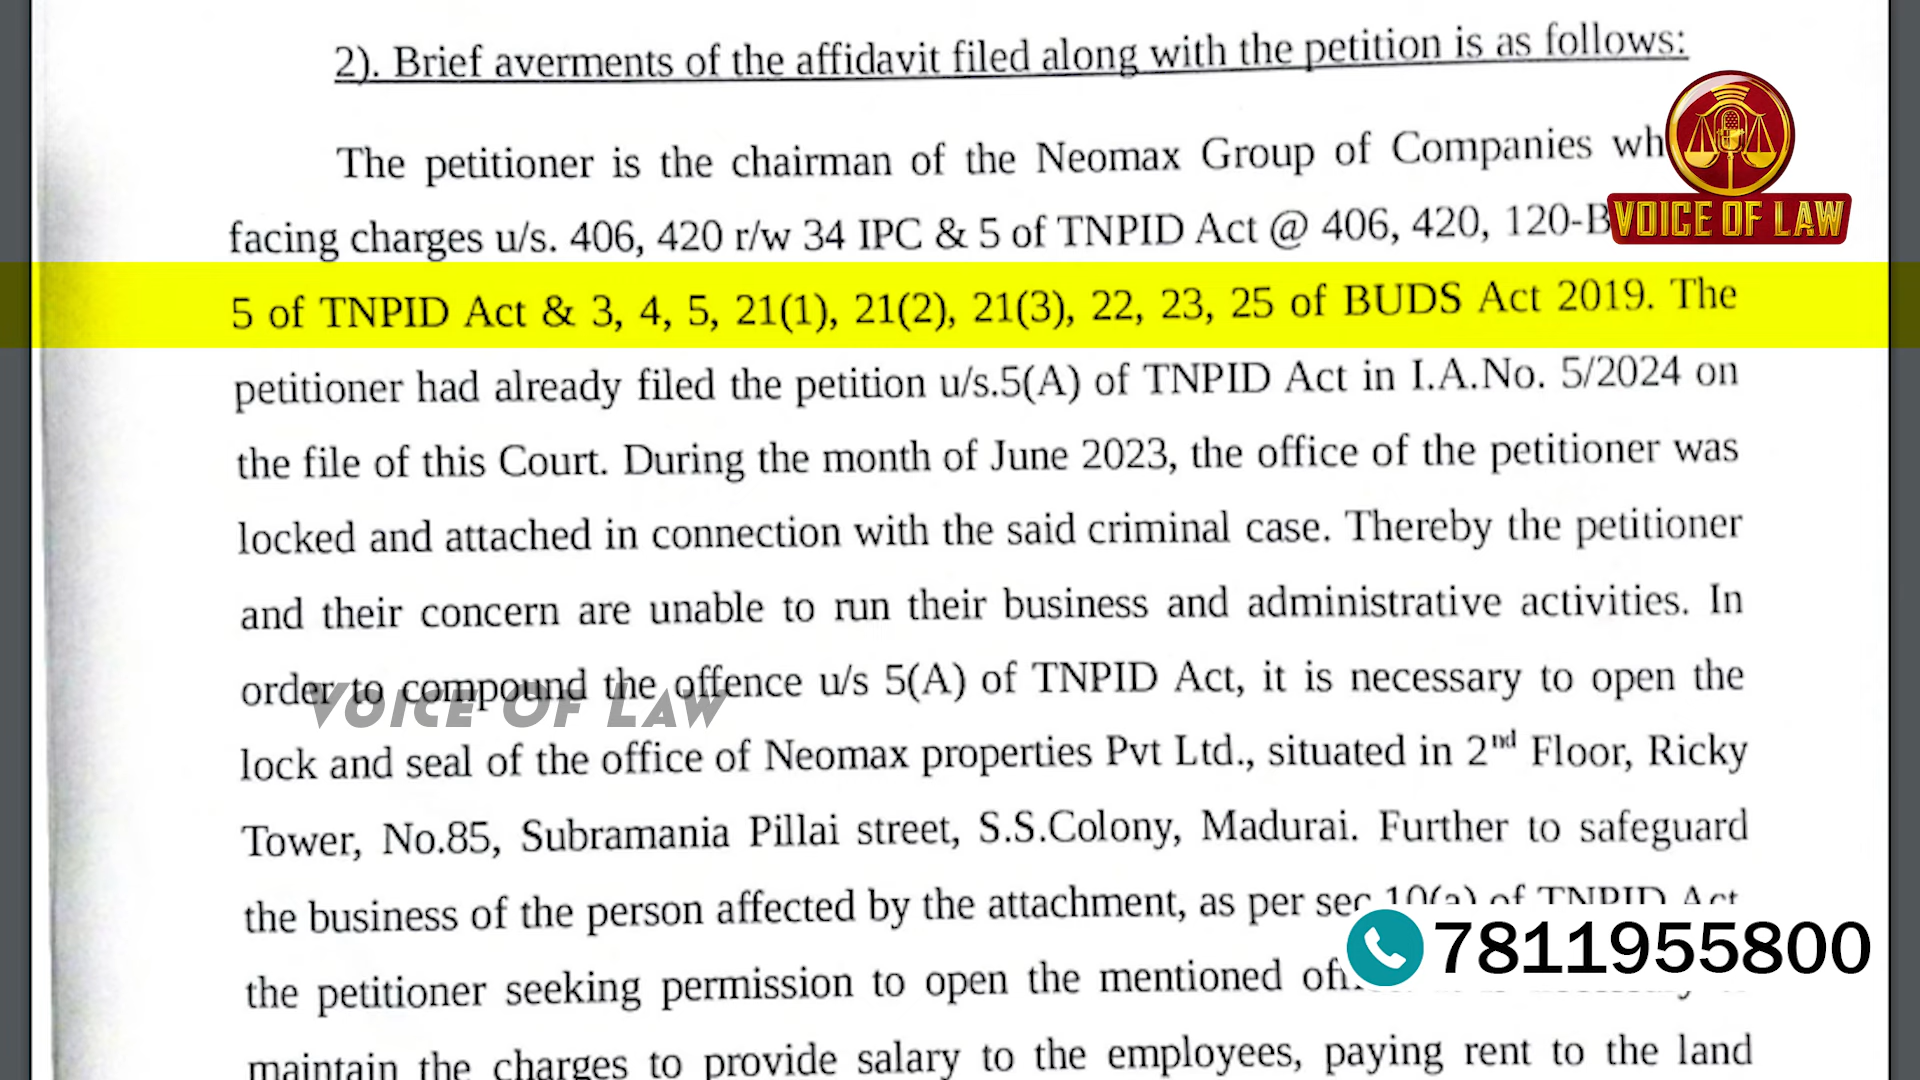 2). Brief averments of the affidavit filed along with the petition is as follows:
The petitioner is the chairman of the Neomax Group of Companies
facing charges u/s. 406, 420 r/w 34 IPC & 5 of TNPID Act @ 406, 420, 120-B
VOICE OF LAW
5 of TNPID Act & 3, 4, 5, 21(1), 21(2), 21(3), 22, 23, 25 of BUDS Act 2019. The
petitioner had already filed the petition u/s.5(A) of TNPID Act in I.A.No. 5/2024 on
the file of this Court. During the month of June 2023, the office of the petitioner was
locked and attached in connection with the said criminal case. Thereby the petitioner
and their concern are unable to run their business and administrative activities. In
order to compound the offence u/s 5(A) of TNPID Act, it is necessary to open the
VOICE OF LAW
lock and seal of the office of Neomax properties Pvt Ltd., situated in 2nd Floor, Ricky
Tower, No.85, Subramania Pillai street, S.S.Colony, Madurai. Further to safeguard
the business of the person affected by the attachment, as per sec 10(a) of TNPID Act
7811955800
the petitioner seeking permission to open the mentioned
maintain the charges to provide salary to the employees, paying rent to the land